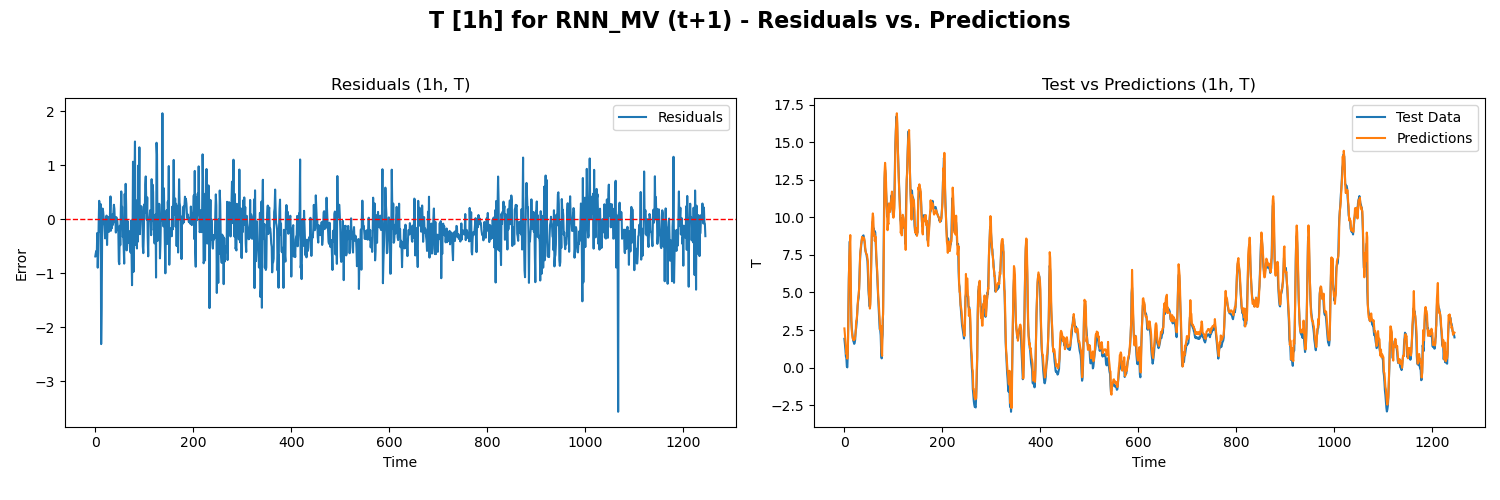 T [1h] for RNN_MV (t+1) - Residuals vs. Predictions
Residuals (1h, T)
Residuals
2
1
0
−1
−2
−3
Error
0
200
400
600
800
1000
1200
Time
Test vs Predictions (1h, T)
Test Data
Predictions
17.5
15.0
12.5
10.0
7.5
5.0
2.5
0.0
−2.5
T
0
200
400
600
800
1000
1200
Time